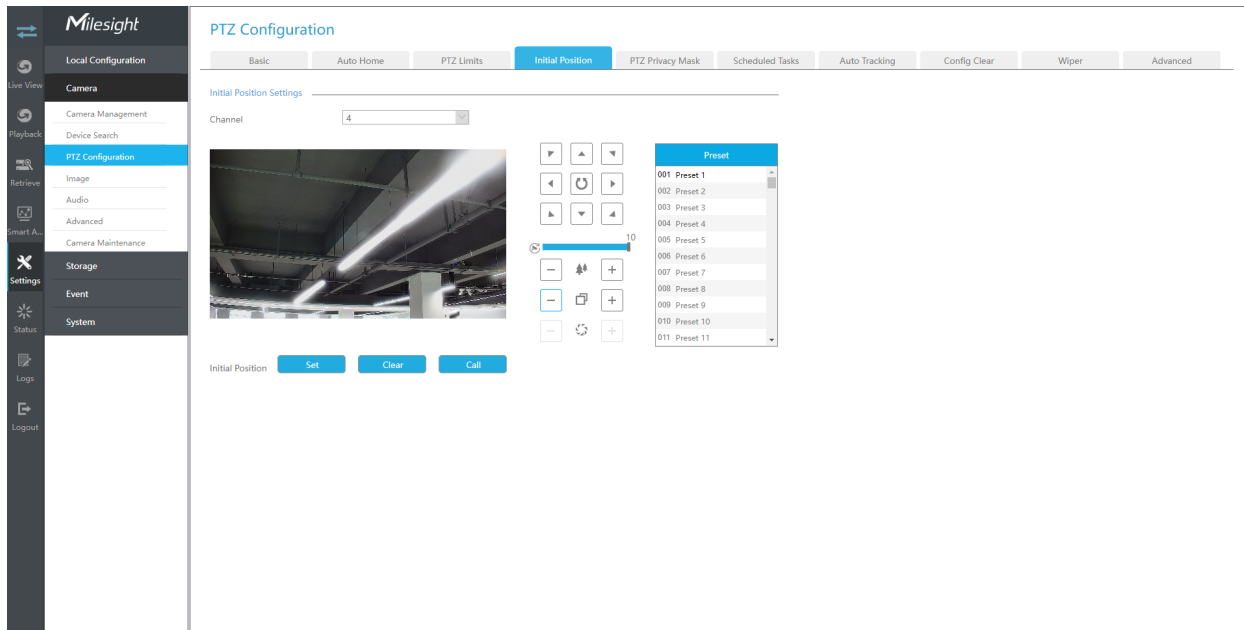 Milesight
Live View
Playback
Retrieve
Smart A...
Settings
Status
Logs
Logout
Local Configuration
Camera
Camera Management
Device Search
PTZ Configuration
Image
Audio
Advanced
Camera Maintenance
Storage
Event
System
PTZ Configuration
Basic Auto Home PTZ Limits Initial Position PTZ Privacy Mask Scheduled Tasks Auto Tracking Config Clear Wiper Advanced
Initial Position Settings
Channel 4
10
Preset
001 Preset 1
002 Preset 2
003 Preset 3
004 Preset 4
005 Preset 5
006 Preset 6
007 Preset 7
008 Preset 8
009 Preset 9
010 Preset 10
011 Preset 11
Initial Position Set Clear Call